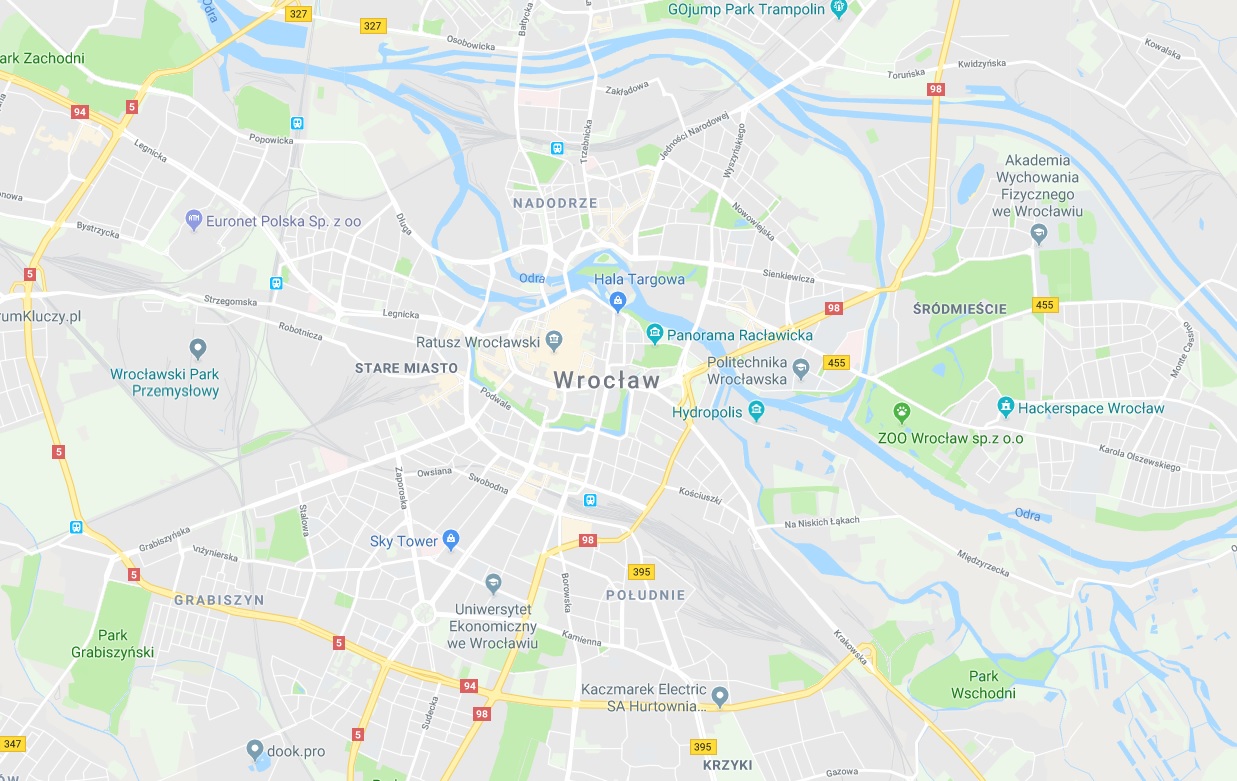 GOjump Park Trampolin
327
327
Odra
Bałtycka
Osobowicka
Kowalska
ark Zachodni
Kwidzyńska
Toruńska
Zakładowa
98
5
94
Jedności Narodowej
Trzebnicka
Wyszyńskiego
Popowicka
Legnicka
Akademia
Wychowania
Fizycznego
we Wrocławiu
NADODRZE
Nowowiejska
Euronet Polska Sp. z oo
Długa
Bystrzycka
5
Odra
Hala Targowa
Sienkiewicza
Strzegomska
Legnicka
98
ŚRÓDMIEŚCIE
455
rumKluczy.pl
Robotnicza
Ratusz Wrocławski
Panorama Racławicka
Monte Cassino
STARE MIASTO
Wrocławski Park
Przemysłowy
Wrocław
Politechnika
Wrocławska
455
Podwale
Hydropolis
Hackerspace Wrocław
ZOO Wrocław sp.z o.o
5
Karola Olszewskiego
Owsiana
Swobodna
Zaporoska
Kościuszki
Stalowa
Na Niskich Łąkach
Odra
Grabiszyńska
Inżynierska
Sky Tower
98
Międzyrzecka
5
395
Borowska
GRABISZYN
POŁUDNIE
Uniwersytet
Ekonomiczny
we Wrocławiu
Park
Grabiszyński
5
Kamienna
Krakowska
94
Park
Wschodni
Kaczmarek Electric
SA Hurtownia...
Sudecka
98
5
347
dook.pro
395
KRZYKI
Gazowa